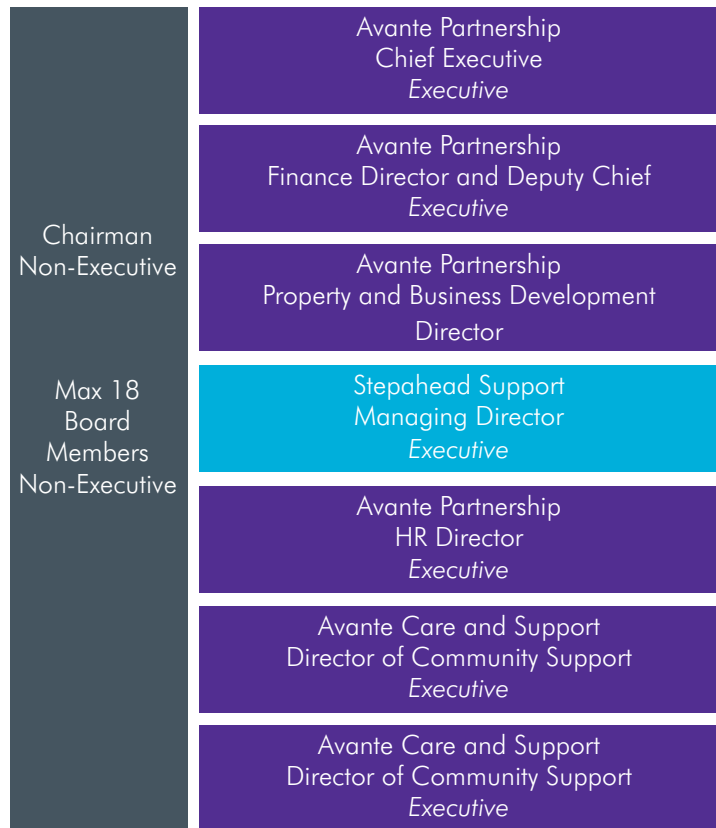 Chairman
Non-Executive
Max 18
Board
Members
Non-Executive
Avante Partnership
Chief Executive
Executive
Avante Partnership
Finance Director and Deputy Chief
Executive
Avante Partnership
Property and Business Development
Director
Stepahead Support
Managing Director
Executive
Avante Partnership
HR Director
Executive
Avante Care and Support
Director of Community Support
Executive
Avante Care and Support
Director of Community Support
Executive